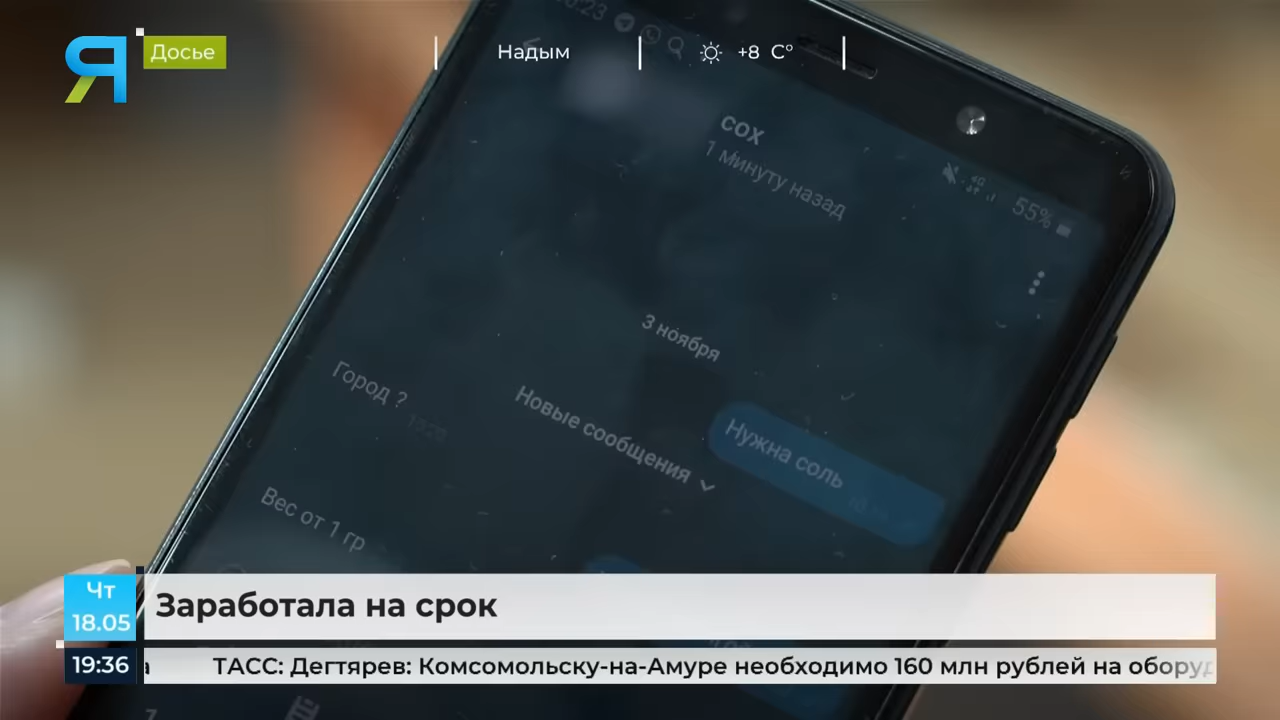 Я
Досье
Надым
+8 C°
сох
1 минуту назад
55%
3 ноября
Город ?
Новые сообщения
Нужна соль
Вес от 1 гр
Чт
18.05
Заработала на срок
19:36
ТАСС: Дегтярев: Комсомольску-на-Амуре необходимо 160 млн рублей на